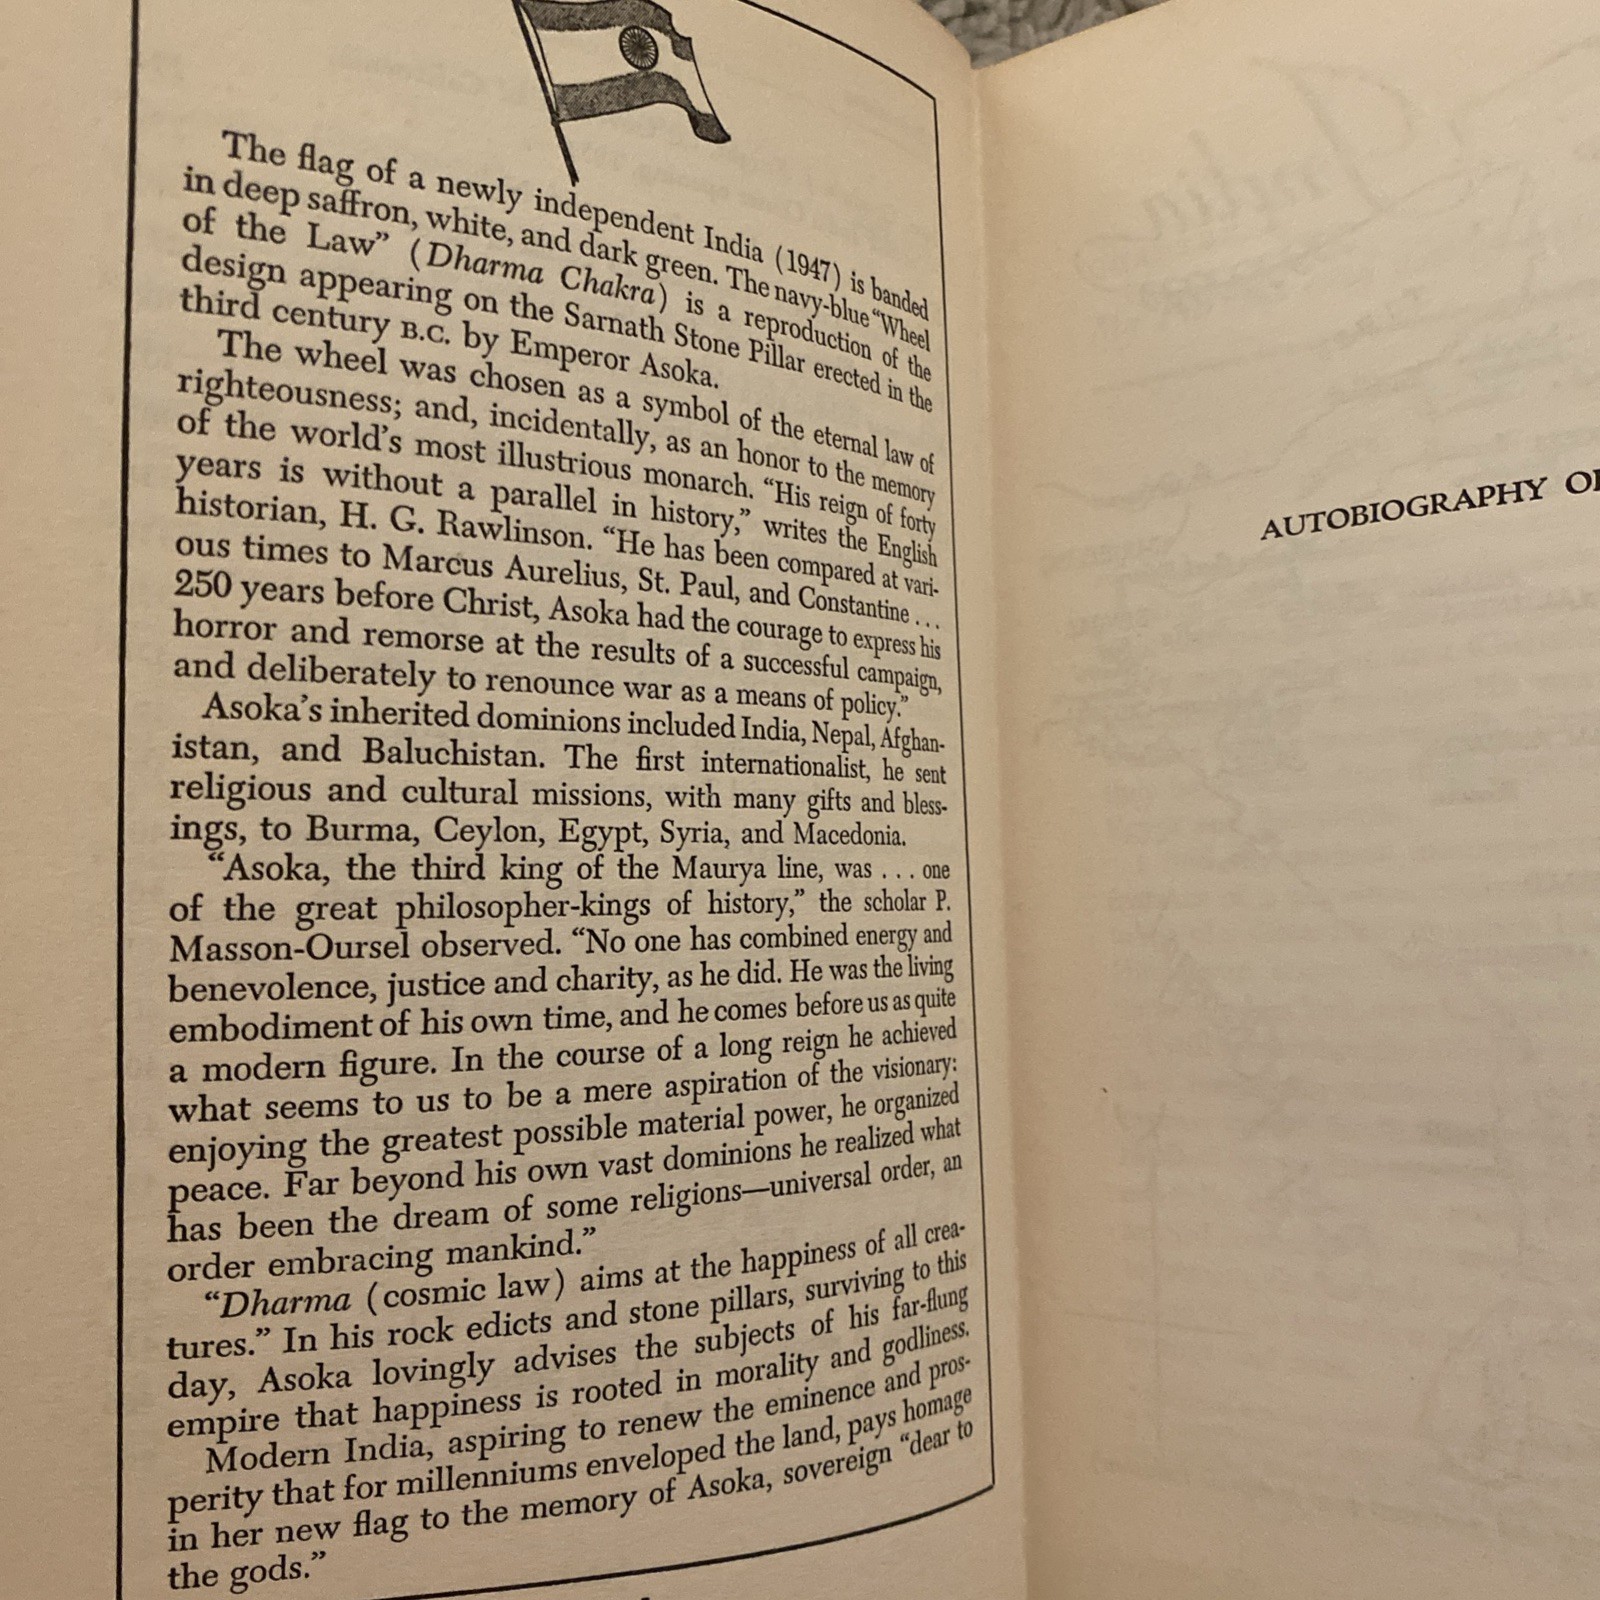 The flag of a newly independent India (1947) is banded
in deep saffron, white, and dark green. The navy-blue “Wheel
of the Law” (Dharma Chakra) is a reproduction of the
design appearing on the Sarnath Stone Pillar erected in the
third century B.C. by Emperor Asoka.
The wheel was chosen as a symbol of the eternal law of
righteousness; and, incidentally, as an honor to the memory
of the world’s most illustrious monarch. “His reign of forty
years is without a parallel in history,” writes the English
historian, H. G. Rawlinson. “He has been compared at vari-
ous times to Marcus Aurelius, St. Paul, and Constantine . . .
250 years before Christ, Asoka had the courage to express his
horror and remorse at the results of a successful campaign,
and deliberately to renounce war as a means of policy.”
Asoka’s inherited dominions included India, Nepal, Afghan-
istan, and Baluchistan. The first internationalist, he sent
religious and cultural missions, with many gifts and bless-
ings, to Burma, Ceylon, Egypt, Syria, and Macedonia.
“Asoka, the third king of the Maurya line, was . . . one
of the great philosopher-kings of history,” the scholar P.
Masson-Oursel observed. “No one has combined energy and
benevolence, justice and charity, as he did. He was the living
embodiment of his own time, and he comes before us as quite
a modern figure. In the course of a long reign he achieved
what seems to us to be a mere aspiration of the visionary:
enjoying the greatest possible material power, he organized
peace. Far beyond his own vast dominions he realized what
has been the dream of some religions—universal order, an
order embracing mankind.”
“Dharma (cosmic law) aims at the happiness of all crea-
tures.” In his rock edicts and stone pillars, surviving to this
day, Asoka lovingly advises the subjects of his far-flung
empire that happiness is rooted in morality and godliness.
Modern India, aspiring to renew the eminence and pros-
perity that for millenniums enveloped the land, pays homage
in her new flag to the memory of Asoka, sovereign “dear to
the gods.”
AUTOBIOGRAPHY OF